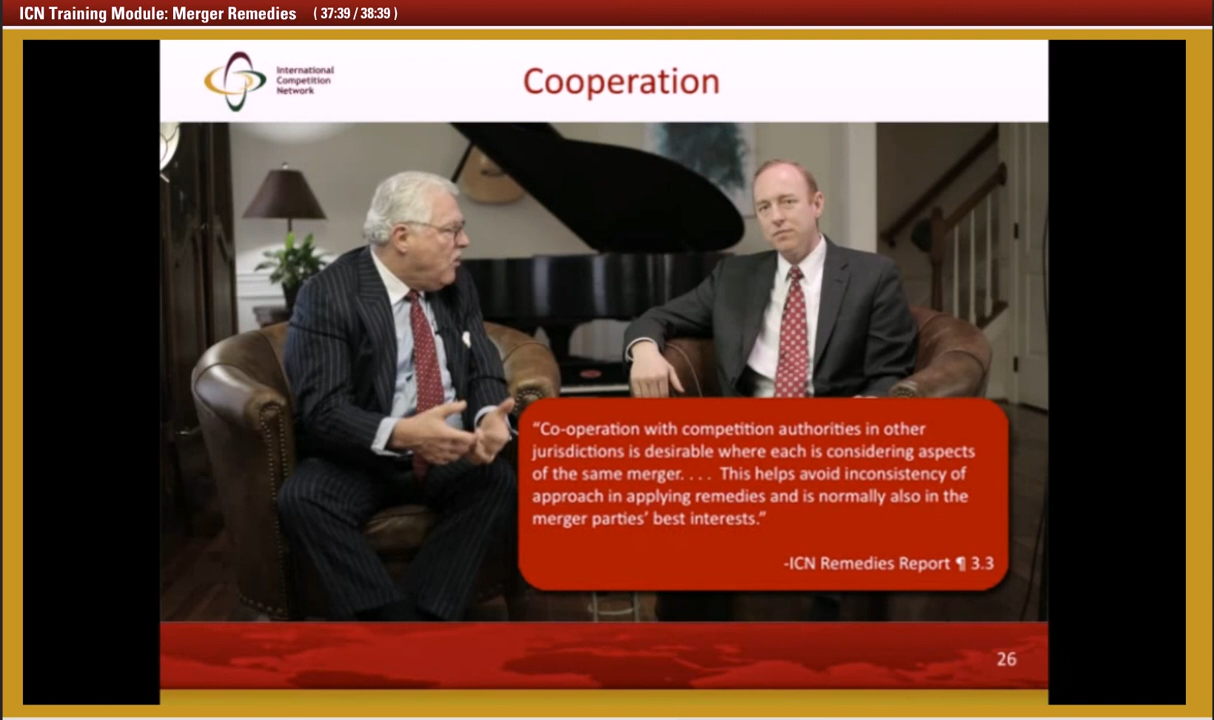 ICN Training Module: Merger Remedies ( 37:39 / 38:39 )
International
Competition
Network
Cooperation
“Co-operation with competition authorities in other
jurisdictions is desirable where each is considering aspects
of the same merger. . . . This helps avoid inconsistency of
approach in applying remedies and is normally also in the
merger parties’ best interests.”
-ICN Remedies Report ¶ 3.3
26